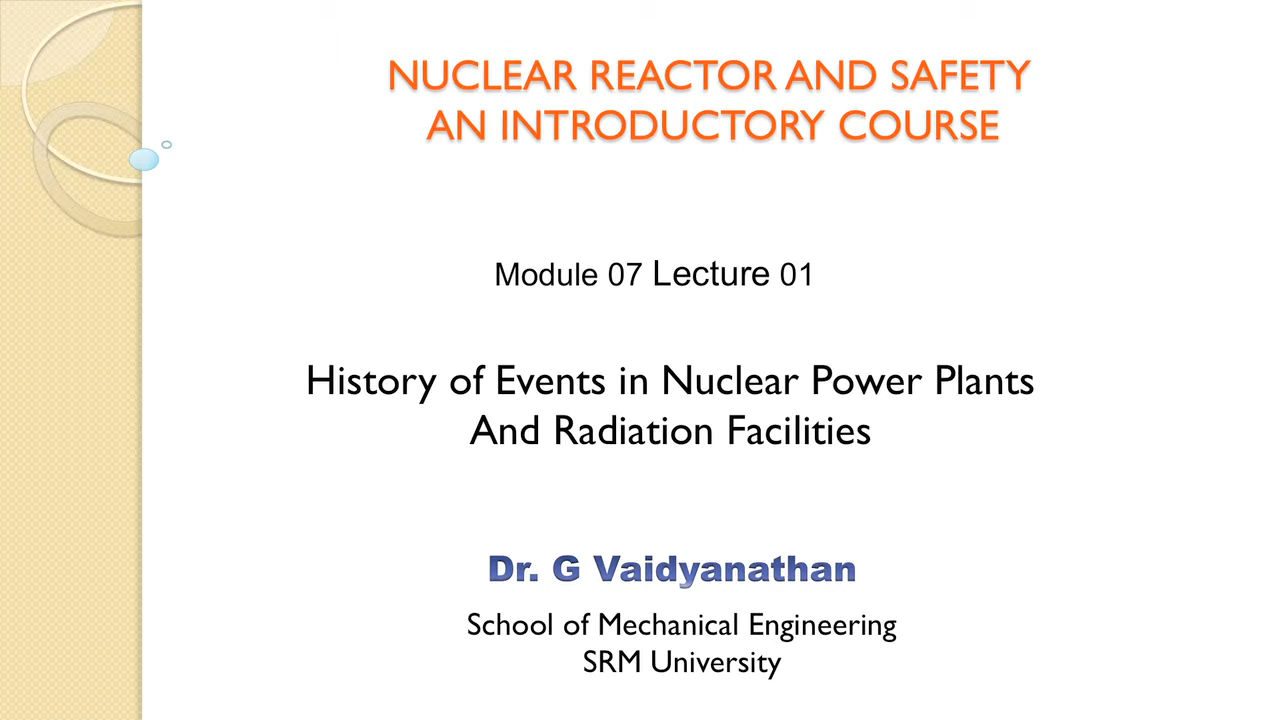 NUCLEAR REACTOR AND SAFETY
AN INTRODUCTORY COURSE
Module 07 Lecture 01
History of Events in Nuclear Power Plants
And Radiation Facilities
Dr. G Vaidyanathan
School of Mechanical Engineering
SRM University